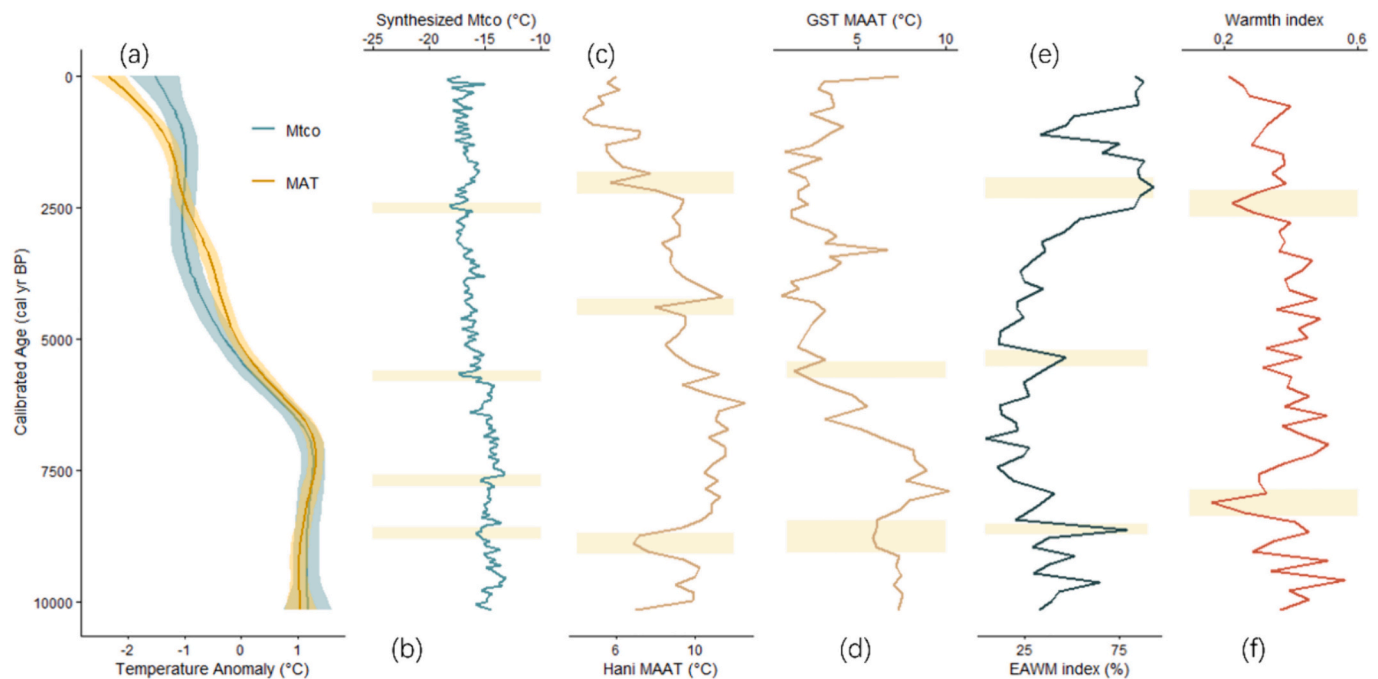 Synthesized Mtco (°C)
-25 -20 -15 -10
GST MAAT (°C)
5 10
Warmth index
0.2 0.6
(a)
(c)
(e)
Mtco
MAT
Calibrated Age (cal yr BP)
0
2500
5000
7500
10000
-2 -1 0 1
Temperature Anomaly (°C)
(b)
6 10
Hani MAAT (°C)
(d)
25 75
EAWM index (%)
(f)